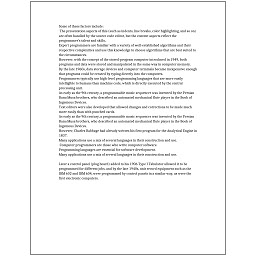 Some of these factors include:
The presentation aspects of this (such as indents, line breaks, color highlighting, and so on) are often handled by the source code editor, but the content aspects reflect the programmer's talent and skills.
Expert programmers are familiar with a variety of well-established algorithms and their respective complexities and use this knowledge to choose algorithms that are best suited to the circumstances.
However, with the concept of the stored-program computer introduced in 1949, both programs and data were stored and manipulated in the same way in computer memory.
By the late 1960s, data storage devices and computer terminals became inexpensive enough that programs could be created by typing directly into the computers.
Programmers typically use high-level programming languages that are more easily intelligible to humans than machine code, which is directly executed by the central processing unit.
As early as the 9th century, a programmable music sequencer was invented by the Persian Banu Musa brothers, who described an automated mechanical flute player in the Book of Ingenious Devices.
Text editors were also developed that allowed changes and corrections to be made much more easily than with punched cards.
As early as the 9th century, a programmable music sequencer was invented by the Persian Banu Musa brothers, who described an automated mechanical flute player in the Book of Ingenious Devices.
However, Charles Babbage had already written his first program for the Analytical Engine in 1837.
Many applications use a mix of several languages in their construction and use.
Computer programmers are those who write computer software.
Programming languages are essential for software development.
Many applications use a mix of several languages in their construction and use.
Later a control panel (plug board) added to his 1906 Type I Tabulator allowed it to be programmed for different jobs, and by the late 1940s, unit record equipment such as the IBM 602 and IBM 604, were programmed by control panels in a similar way, as were the first electronic computers.